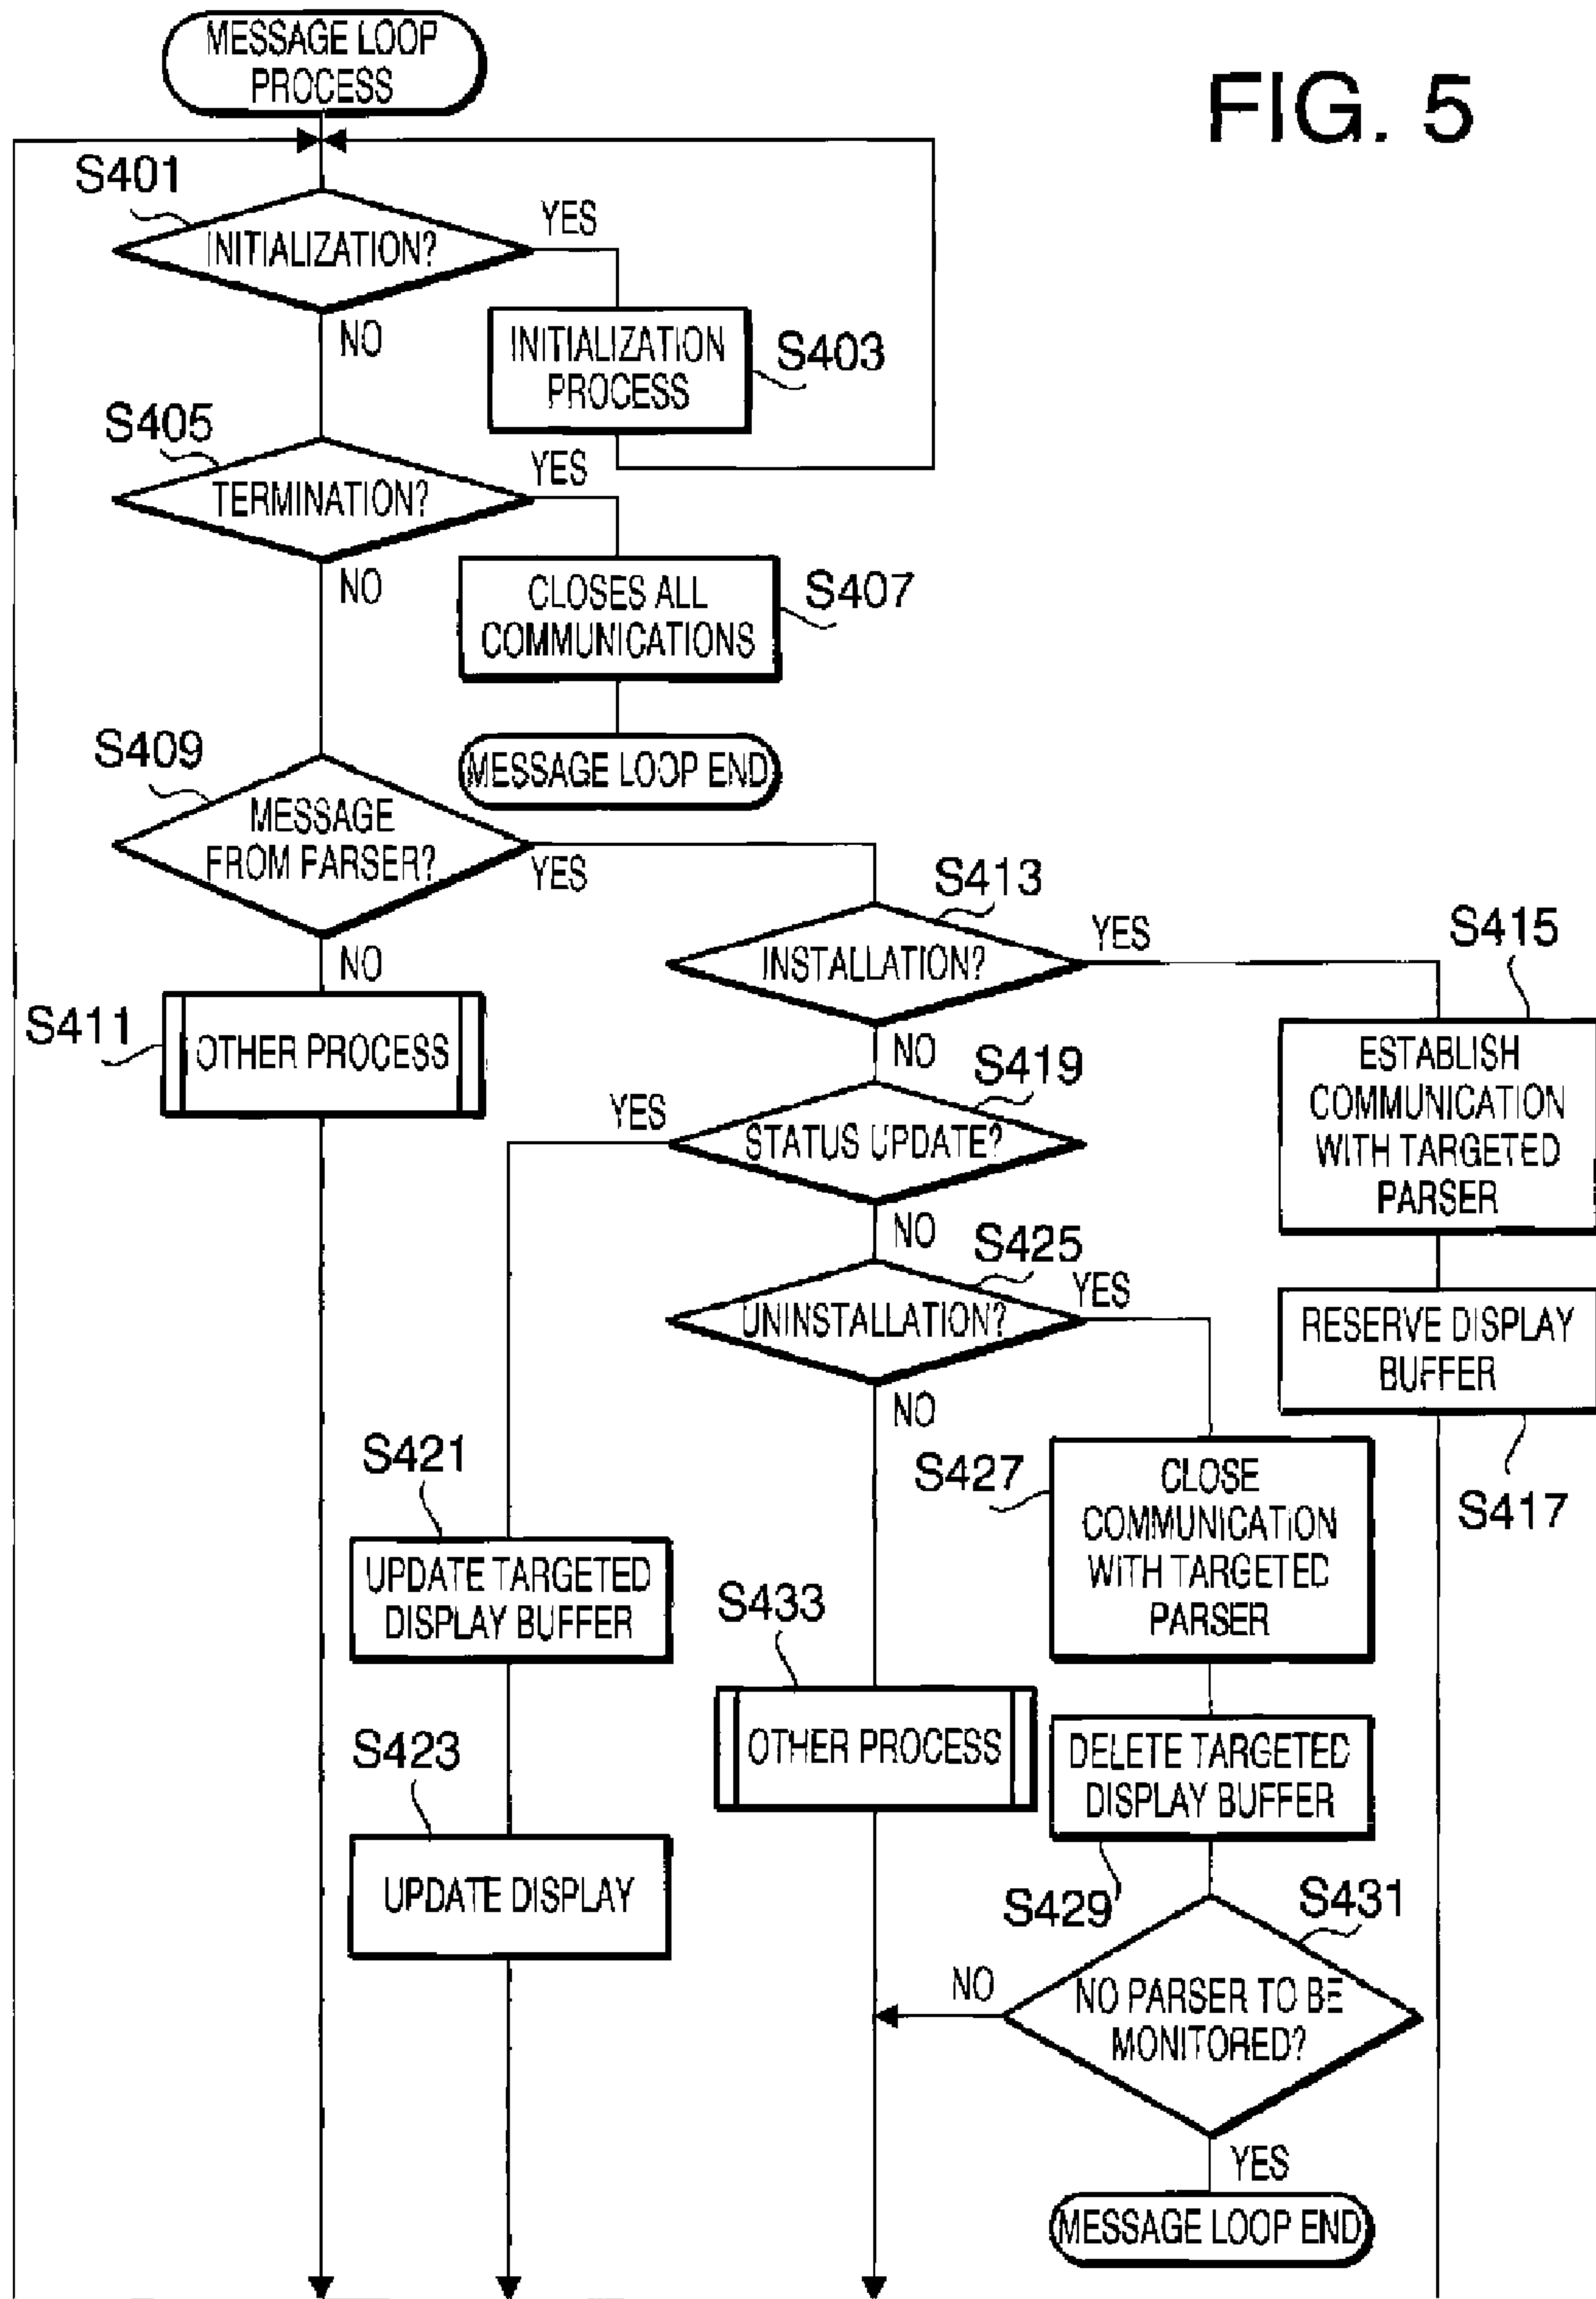 MESSAGE LOOP
PROCESS
FIG. 5
S401
INITIALIZATION?
YES
NO
INITIALIZATION
PROCESS
S403
S405
TERMINATION?
YES
NO
CLOSES ALL
COMMUNICATIONS
S407
MESSAGE LOOP END
S409
MESSAGE
FROM PARSER?
YES
NO
S411
OTHER PROCESS
S413
INSTALLATION?
YES
NO
S415
ESTABLISH
COMMUNICATION
WITH TARGETED
PARSER
S419
STATUS UPDATE?
YES
NO
S425
UNINSTALLATION?
YES
NO
RESERVE DISPLAY
BUFFER
S417
S421
UPDATE TARGETED
DISPLAY BUFFER
S427
CLOSE
COMMUNICATION
WITH TARGETED
PARSER
S433
OTHER PROCESS
S423
UPDATE DISPLAY
DELETE TARGETED
DISPLAY BUFFER
S429
S431
NO PARSER TO BE
MONITORED?
NO
YES
MESSAGE LOOP END